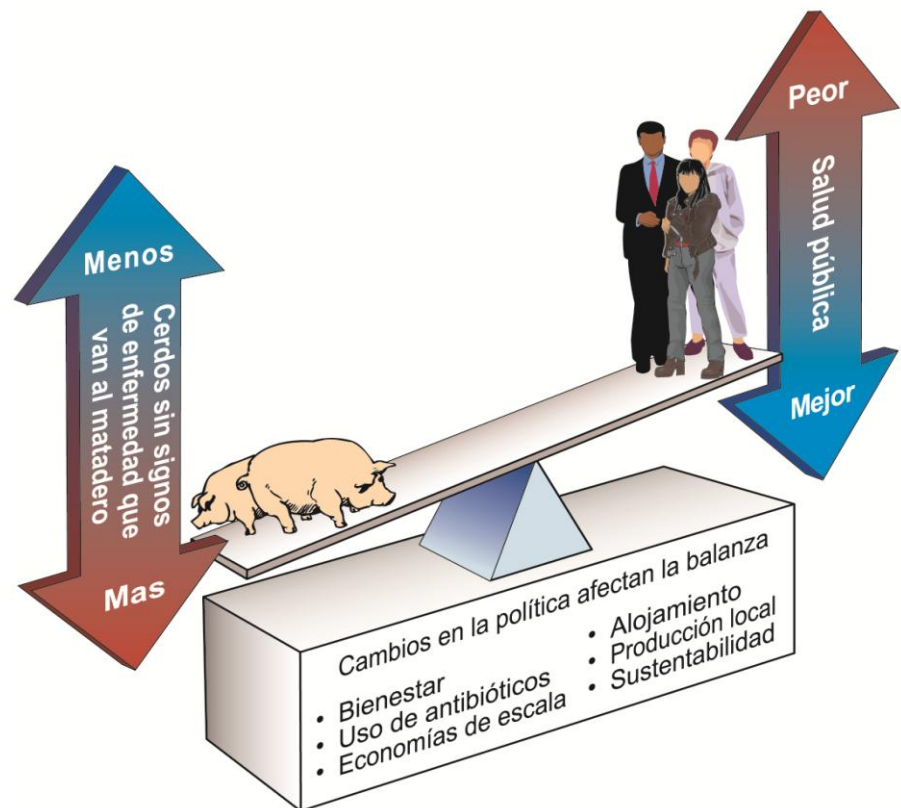 Menos
Cerdos sin signos
de enfermedad que
van al matadero
Mas
Peor
Salud pública
Mejor
Cambios en la política afectan la balanza
• Bienestar
• Uso de antibióticos
• Economías de escala
• Alojamiento
• Producción local
• Sustentabilidad